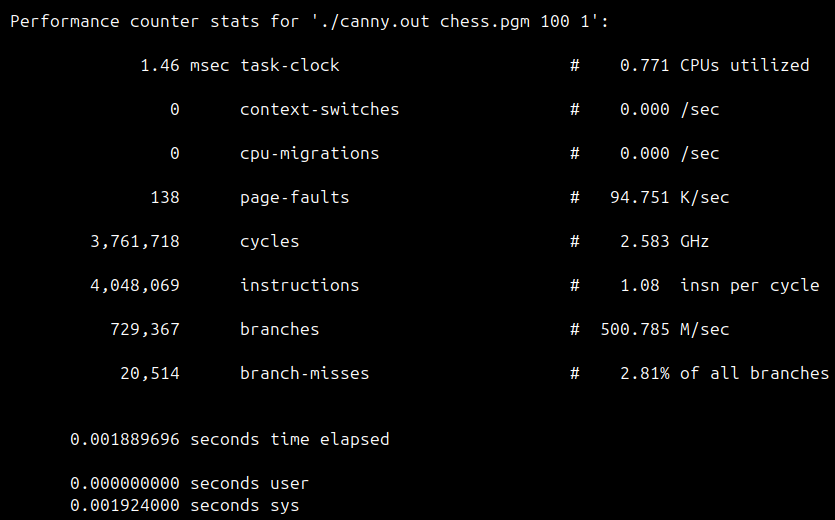 Performance counter stats for './canny.out chess.pgm 100 1':
1.46 msec task-clock # 0.771 CPUs utilized
0 context-switches # 0.000 /sec
0 cpu-migrations # 0.000 /sec
138 page-faults # 94.751 K/sec
3,761,718 cycles # 2.583 GHz
4,048,069 instructions # 1.08 insn per cycle
729,367 branches # 500.785 M/sec
20,514 branch-misses # 2.81% of all branches
0.001889696 seconds time elapsed
0.000000000 seconds user
0.001924000 seconds sys